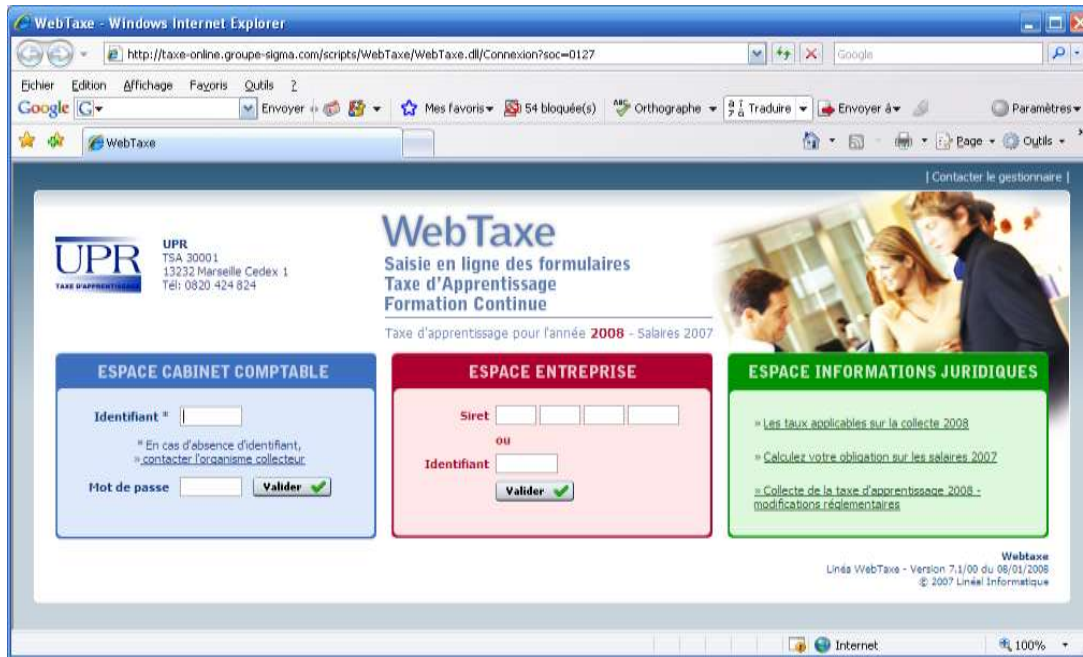 WebTaxe - Windows Internet Explorer
http://taxe-online.groupe-sigma.com/scripts/WebTaxe/WebTaxe.dll/Connexion?soc=0127
Google
Fichier Edition Affichage Favoris Outils ?
Google G Envoyer Mes favoris 54 bloquée(s) Orthographe Traduire Envoyer à Paramètres
WebTaxe Page Outils
| Contacter le gestionnaire |
UPR
TAXE D'APPRENTISSAGE
UPR
TSA 30001
13232 Marseille Cedex 1
Tél: 0820 424 824
WebTaxe
Saisie en ligne des formulaires
Taxe d'Apprentissage
Formation Continue
Taxe d'apprentissage pour l'année 2008 - Salaires 2007
ESPACE CABINET COMPTABLE
Identifiant *
* En cas d'absence d'identifiant,
» contacter l'organisme collecteur
Mot de passe Valider
ESPACE ENTREPRISE
Siret
ou
Identifiant
Valider
ESPACE INFORMATIONS JURIDIQUES
» Les taux applicables sur la collecte 2008
» Calculez votre obligation sur les salaires 2007
» Collecte de la taxe d'apprentissage 2008 -
modifications réglementaires
Webtaxe
Linéa WebTaxe - Version 7.1/00 du 08/01/2008
© 2007 Linéal Informatique
Internet 100%